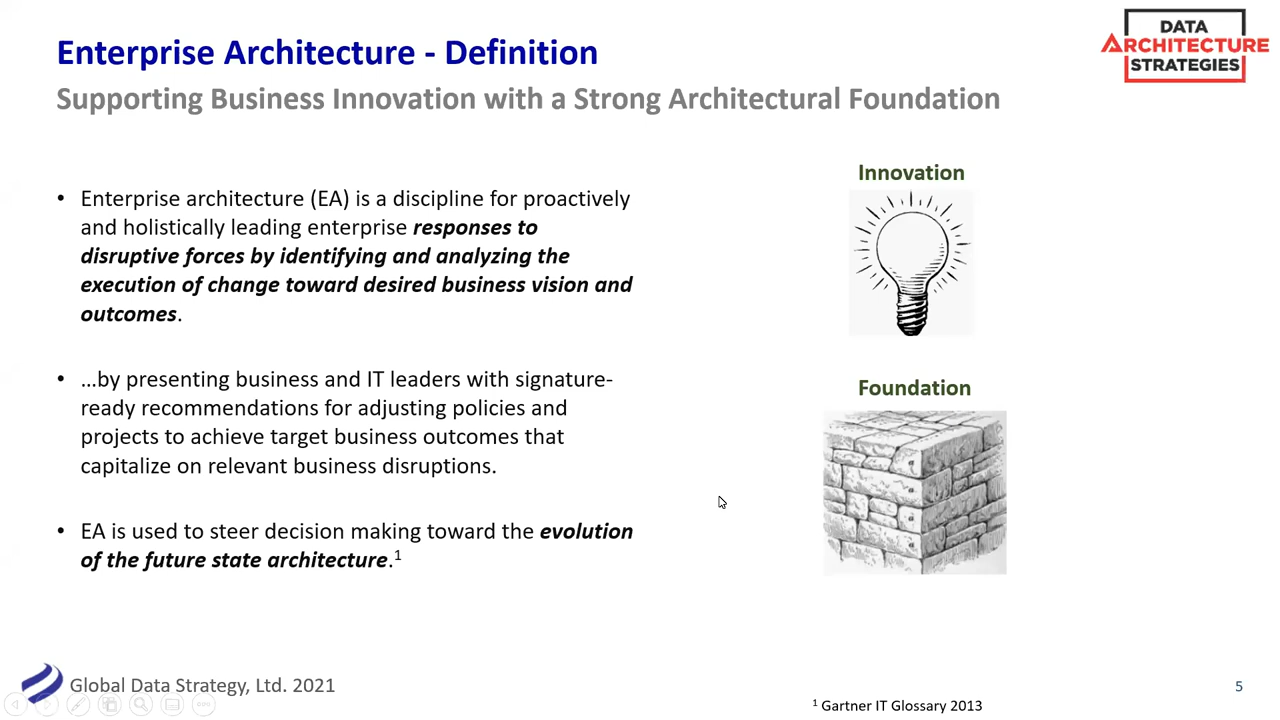 Enterprise Architecture - Definition
Supporting Business Innovation with a Strong Architectural Foundation
DATA
ARCHITECTURE
STRATEGIES
• Enterprise architecture (EA) is a discipline for proactively
and holistically leading enterprise responses to
disruptive forces by identifying and analyzing the
execution of change toward desired business vision and
outcomes.
• …by presenting business and IT leaders with signature-
ready recommendations for adjusting policies and
projects to achieve target business outcomes that
capitalize on relevant business disruptions.
• EA is used to steer decision making toward the evolution
of the future state architecture.¹
Innovation
Foundation
Global Data Strategy, Ltd. 2021
¹ Gartner IT Glossary 2013
5